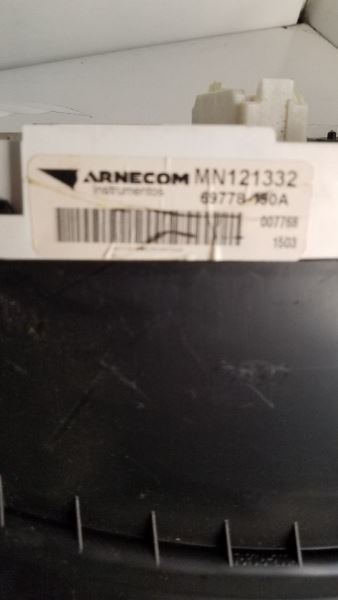 ARNECOM MN121332
Instrumentos 69778-150A
007768
1503